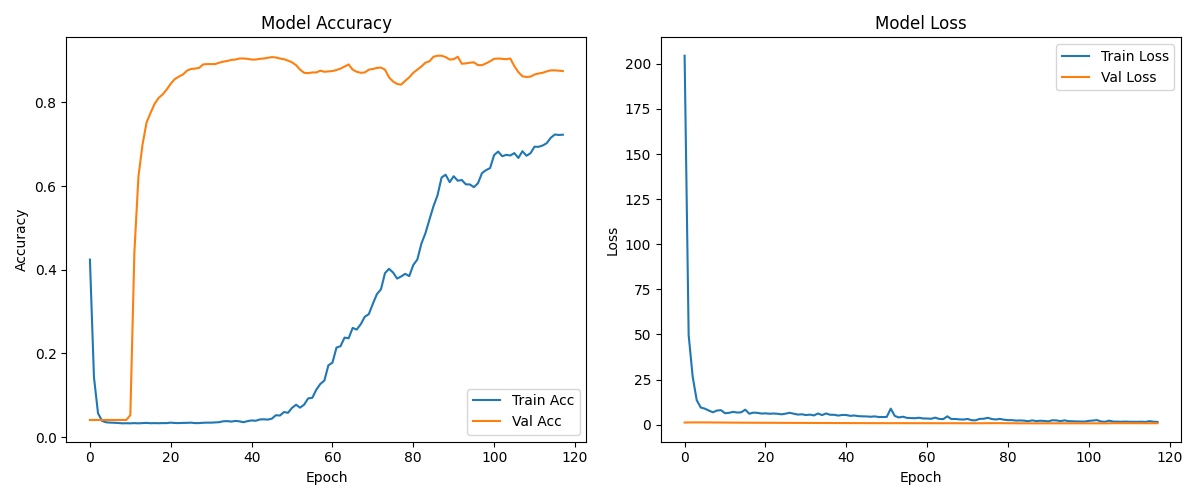 Model Accuracy
Accuracy
0.8
0.6
0.4
0.2
0.0
0 20 40 60 80 100 120
Epoch
Train Acc
Val Acc
Model Loss
Loss
200
175
150
125
100
75
50
25
0
0 20 40 60 80 100 120
Epoch
Train Loss
Val Loss